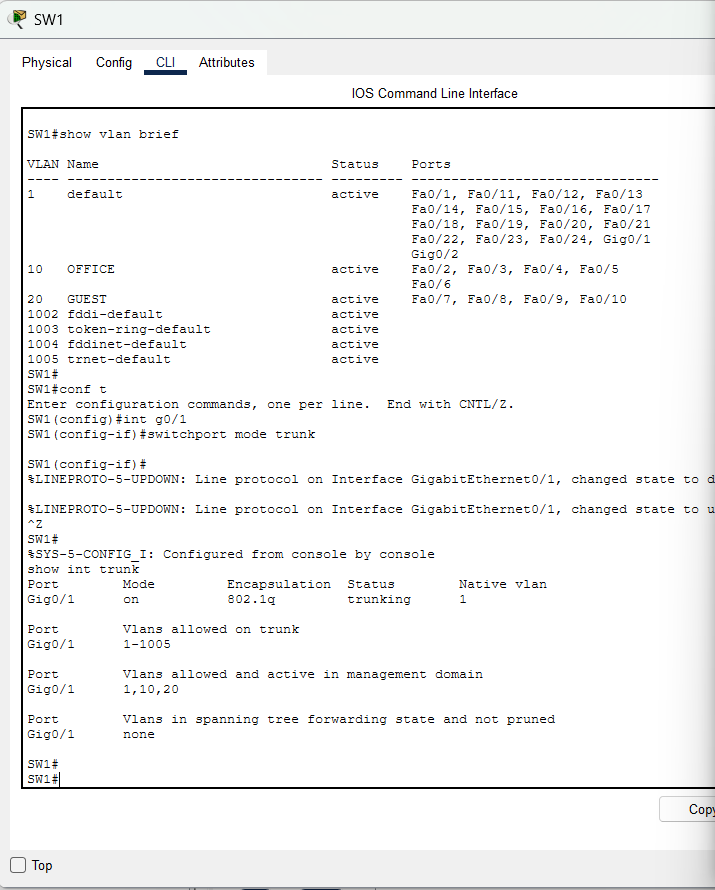 SW1
Physical Config CLI Attributes
IOS Command Line Interface
SW1#show vlan brief
VLAN Name Status Ports
---- -------------------------------- --------- -------------------------------
1 default active Fa0/1, Fa0/11, Fa0/12, Fa0/13
Fa0/14, Fa0/15, Fa0/16, Fa0/17
Fa0/18, Fa0/19, Fa0/20, Fa0/21
Fa0/22, Fa0/23, Fa0/24, Gig0/1
Gig0/2
10 OFFICE active Fa0/2, Fa0/3, Fa0/4, Fa0/5
Fa0/6
20 GUEST active Fa0/7, Fa0/8, Fa0/9, Fa0/10
1002 fddi-default active
1003 token-ring-default active
1004 fddinet-default active
1005 trnet-default active
SW1#
SW1#conf t
Enter configuration commands, one per line. End with CNTL/Z.
SW1(config)#int g0/1
SW1(config-if)#switchport mode trunk
SW1(config-if)#
%LINEPROTO-5-UPDOWN: Line protocol on Interface GigabitEthernet0/1, changed state to d
%LINEPROTO-5-UPDOWN: Line protocol on Interface GigabitEthernet0/1, changed state to u
^Z
SW1#
%SYS-5-CONFIG_I: Configured from console by console
show int trunk
Port Mode Encapsulation Status Native vlan
Gig0/1 on 802.1q trunking 1
Port Vlans allowed on trunk
Gig0/1 1-1005
Port Vlans allowed and active in management domain
Gig0/1 1,10,20
Port Vlans in spanning tree forwarding state and not pruned
Gig0/1 none
SW1#
SW1#
Copy
Top